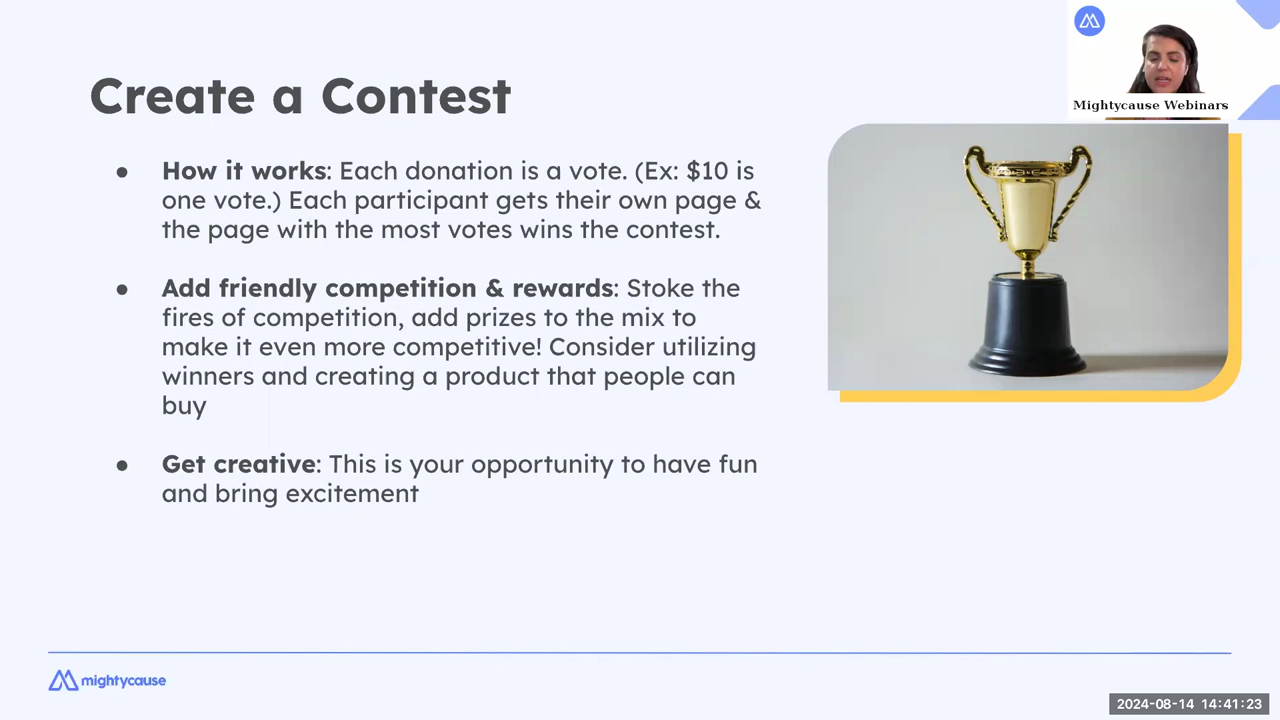 Mightycause Webinars
Create a Contest
● How it works: Each donation is a vote. (Ex: $10 is
one vote.) Each participant gets their own page &
the page with the most votes wins the contest.
● Add friendly competition & rewards: Stoke the
fires of competition, add prizes to the mix to
make it even more competitive! Consider utilizing
winners and creating a product that people can
buy
● Get creative: This is your opportunity to have fun
and bring excitement
mightycause
2024-08-14 14:41:23